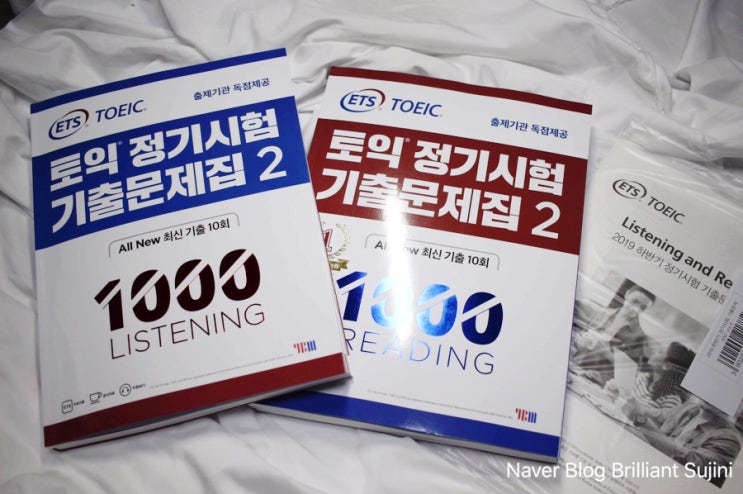 ETS TOEIC
출제기관 독점제공
토익 정기시험
기출문제집 2
All New 최신 기출 10회
1000
LISTENING
YBM
ETS TOEIC
출제기관 독점제공
토익 정기시험
기출문제집 2
All New 최신 기출 10회
1000
READING
YBM
ETS TOEIC
Listening and Re
2019 하반기 정기시험 기출문
Naver Blog Brilliant Sujini